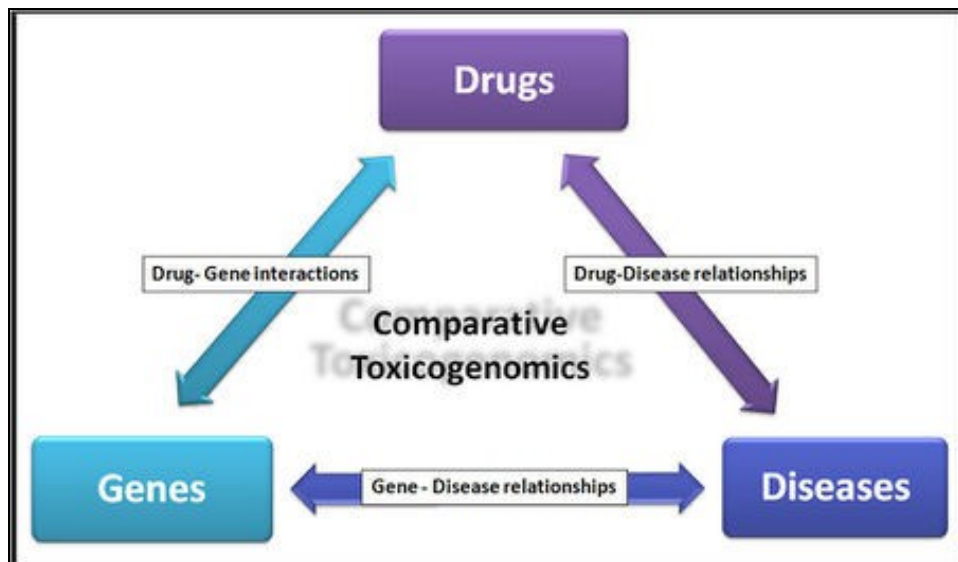 Drugs
Drug- Gene interactions
Drug-Disease relationships
Comparative
Toxicogenomics
Genes
Gene - Disease relationships
Diseases